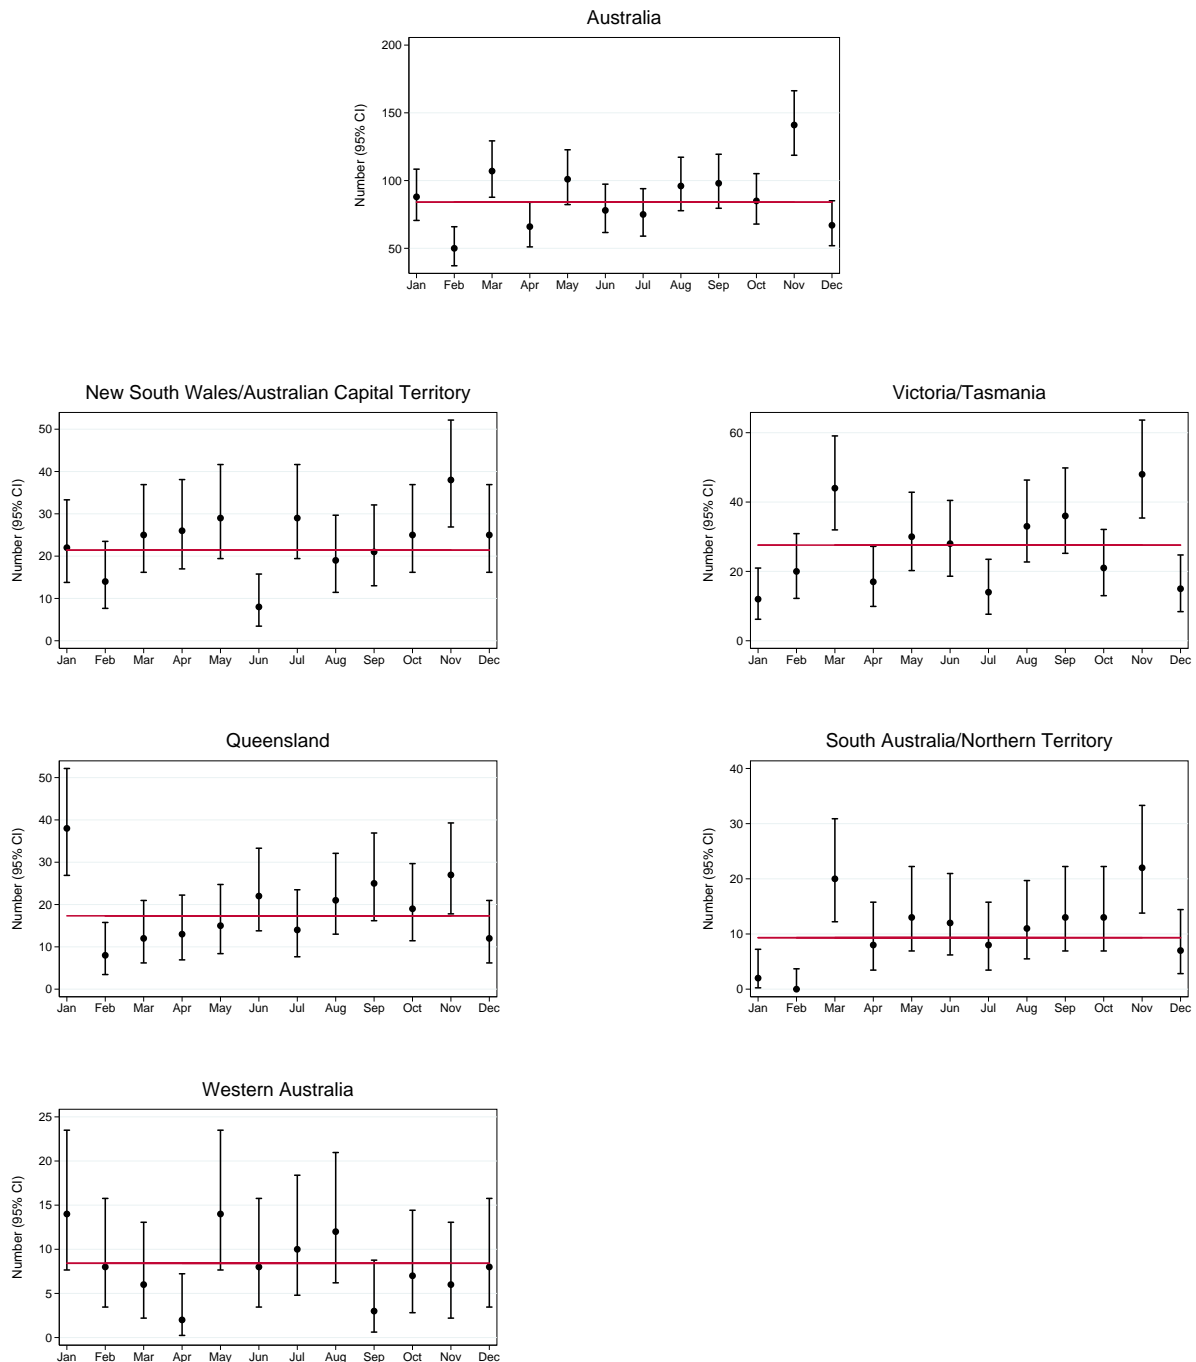 Australia
Number (95% CI)
200
150
100
50
Jan Feb Mar Apr May Jun Jul Aug Sep Oct Nov Dec
New South Wales/Australian Capital Territory
Number (95% CI)
50
40
30
20
10
0
Jan Feb Mar Apr May Jun Jul Aug Sep Oct Nov Dec
Victoria/Tasmania
Number (95% CI)
60
40
20
0
Jan Feb Mar Apr May Jun Jul Aug Sep Oct Nov Dec
Queensland
Number (95% CI)
50
40
30
20
10
0
Jan Feb Mar Apr May Jun Jul Aug Sep Oct Nov Dec
South Australia/Northern Territory
Number (95% CI)
40
30
20
10
0
Jan Feb Mar Apr May Jun Jul Aug Sep Oct Nov Dec
Western Australia
Number (95% CI)
25
20
15
10
5
0
Jan Feb Mar Apr May Jun Jul Aug Sep Oct Nov Dec